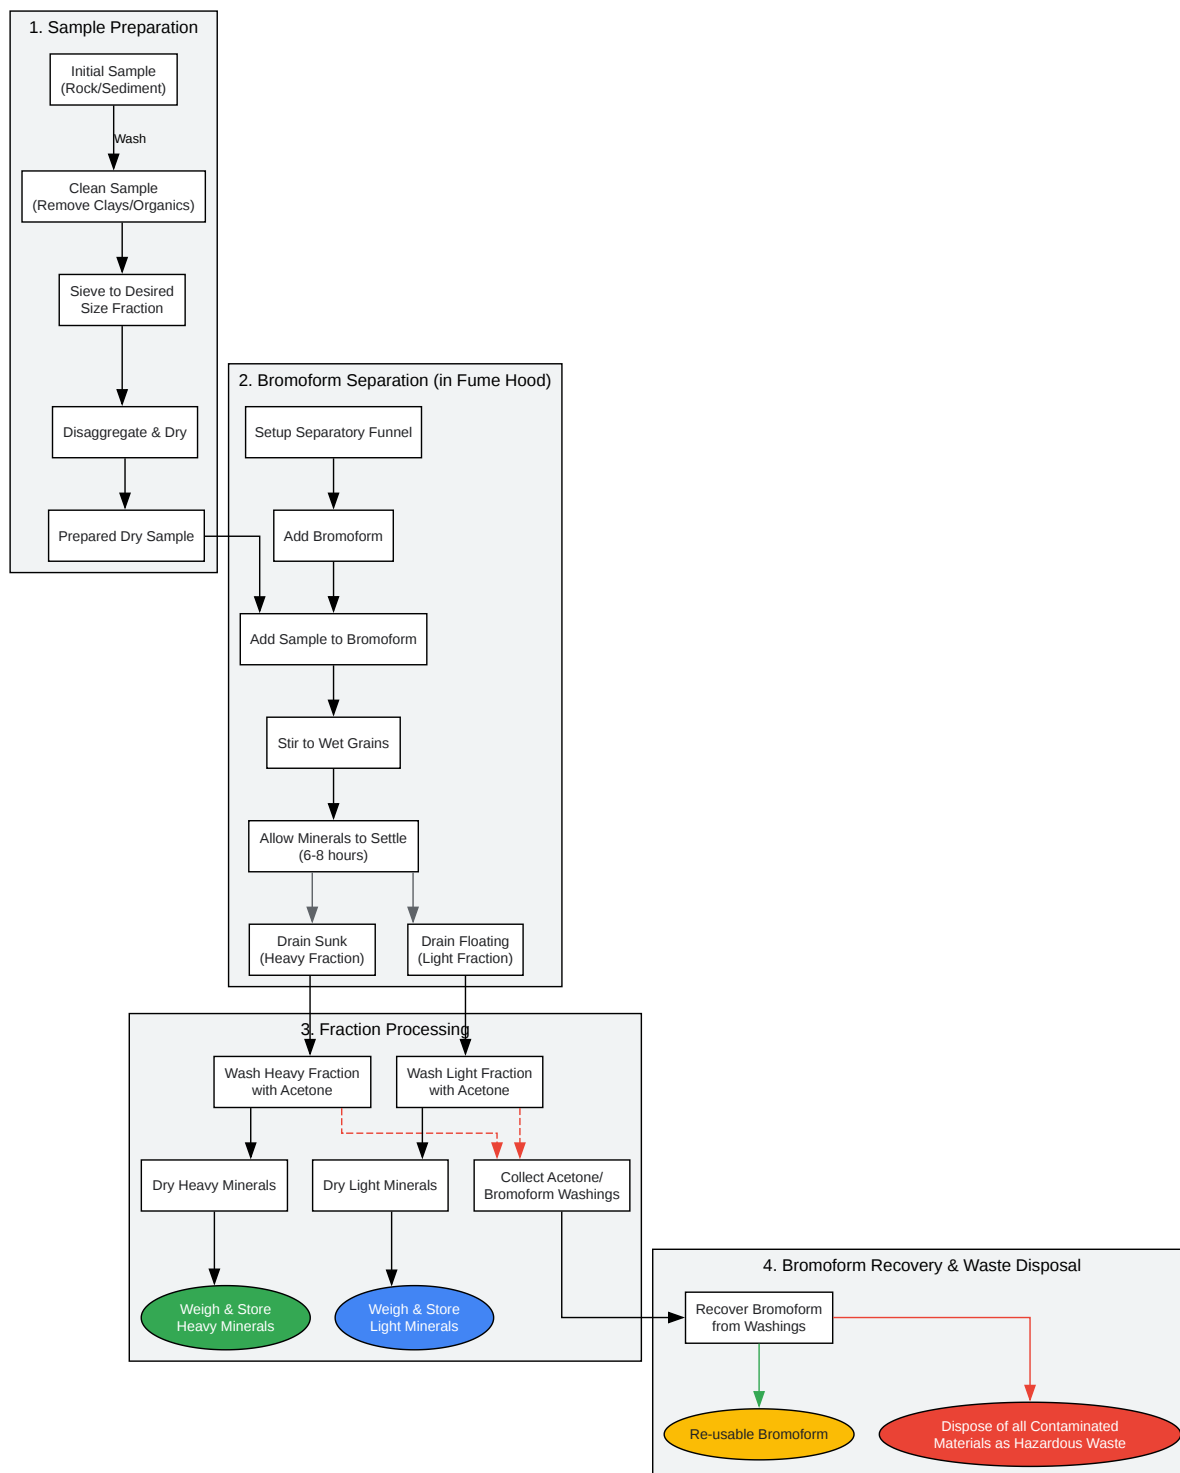 1. Sample Preparation
Initial Sample
(Rock/Sediment)
Wash
Clean Sample
(Remove Clays/Organics)
Sieve to Desired
Size Fraction
Disaggregate & Dry
Prepared Dry Sample
2. Bromoform Separation (in Fume Hood)
Setup Separatory Funnel
Add Bromoform
Add Sample to Bromoform
Stir to Wet Grains
Allow Minerals to Settle
(6-8 hours)
Drain Sunk
(Heavy Fraction)
Drain Floating
(Light Fraction)
3. Fraction Processing
Wash Heavy Fraction
with Acetone
Wash Light Fraction
with Acetone
Dry Heavy Minerals
Dry Light Minerals
Collect Acetone/
Bromoform Washings
Weigh & Store
Heavy Minerals
Weigh & Store
Light Minerals
4. Bromoform Recovery & Waste Disposal
Recover Bromoform
from Washings
Re-usable Bromoform
Dispose of all Contaminated
Materials as Hazardous Waste